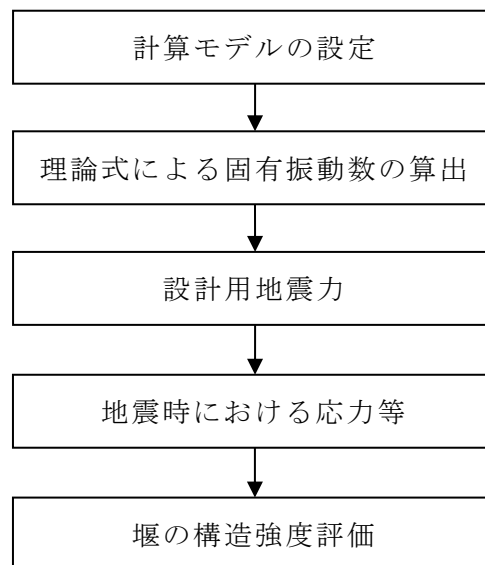 計算モデルの設定
理論式による固有振動数の算出
設計用地震力
地震時における応力等
堰の構造強度評価